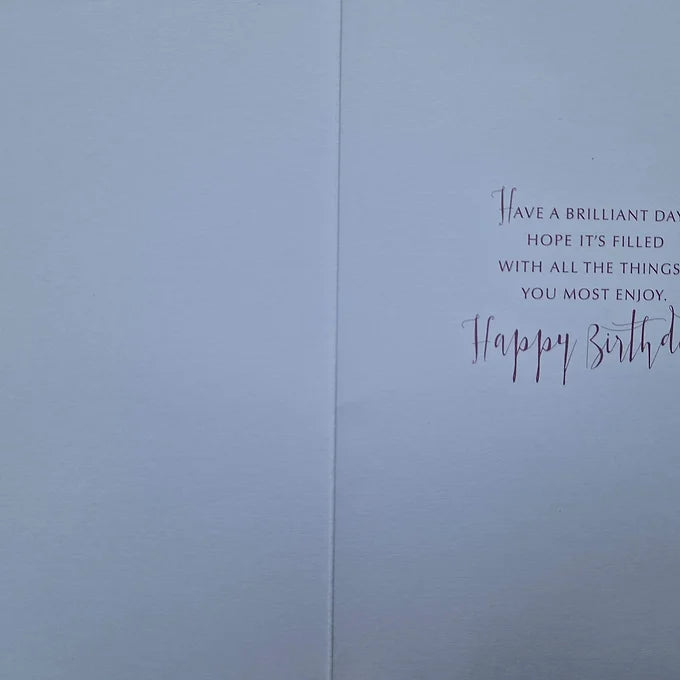 HAVE A BRILLIANT DAY
HOPE IT'S FILLED
WITH ALL THE THINGS
YOU MOST ENJOY.
Happy Birthd